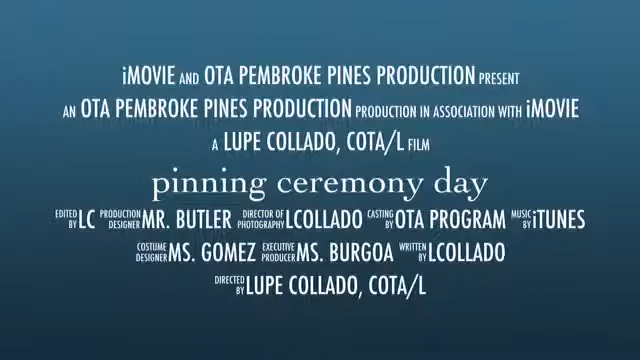 iMOVIE AND OTA PEMBROKE PINES PRODUCTION PRESENT
AN OTA PEMBROKE PINES PRODUCTION PRODUCTION IN ASSOCIATION WITH iMOVIE
A LUPE COLLADO, COTA/L FILM
pinning ceremony day
EDITED BY LC PRODUCTION DESIGNER MR. BUTLER DIRECTOR OF PHOTOGRAPHY LCOLLADO CASTING BY OTA PROGRAM MUSIC BY iTUNES
COSTUME DESIGNER MS. GOMEZ EXECUTIVE PRODUCER MS. BURGOA WRITTEN BY LCOLLADO
DIRECTED BY LUPE COLLADO, COTA/L